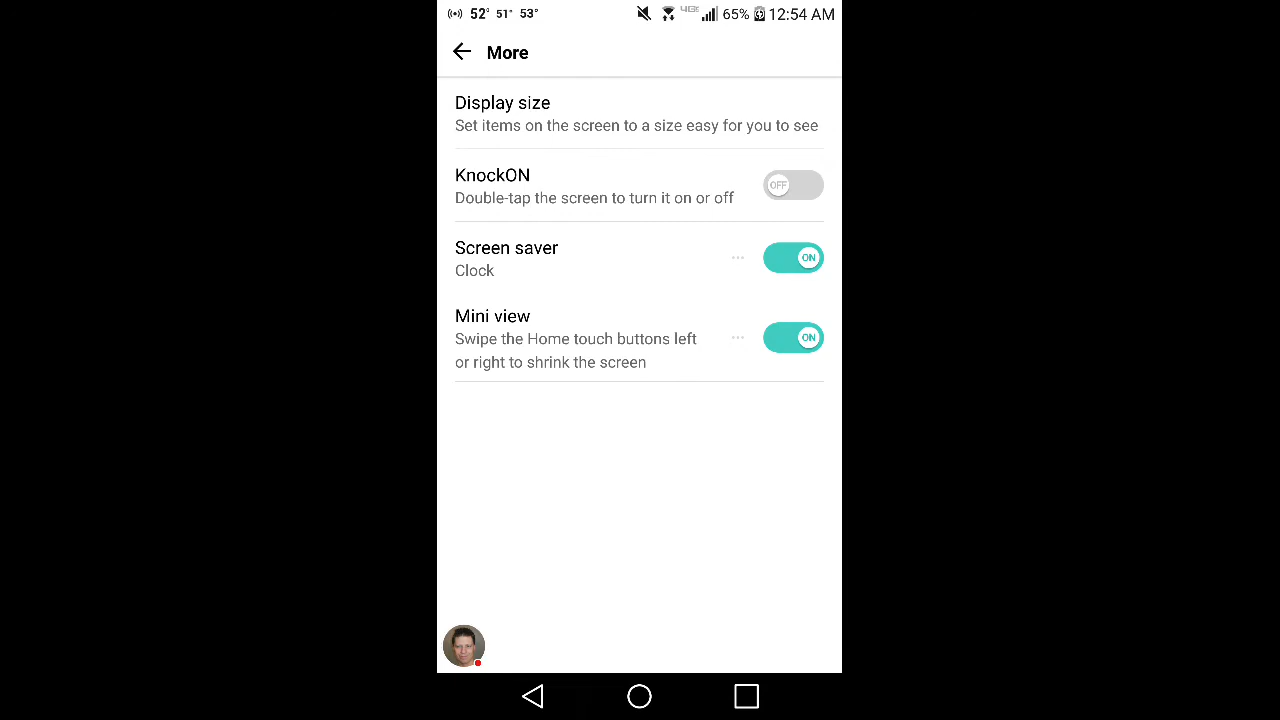 52° 51° 53° 4G 65% 12:54 AM
More
Display size
Set items on the screen to a size easy for you to see
KnockON
Double-tap the screen to turn it on or off
OFF
Screen saver
Clock
ON
Mini view
Swipe the Home touch buttons left
or right to shrink the screen
ON